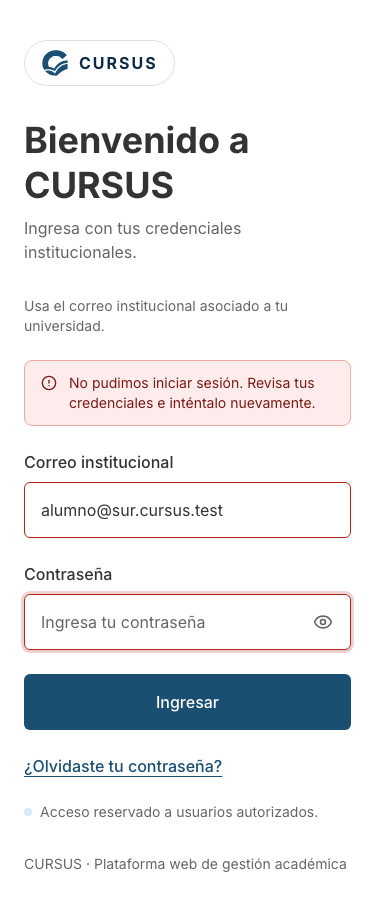 CURSUS
Bienvenido a
CURSUS
Ingresa con tus credenciales
institucionales.
Usa el correo institucional asociado a tu
universidad.
No pudimos iniciar sesión. Revisa tus
credenciales e inténtalo nuevamente.
Correo institucional
alumno@sur.cursus.test
Contraseña
Ingresa tu contraseña
Ingresar
¿Olvidaste tu contraseña?
Acceso reservado a usuarios autorizados.
CURSUS · Plataforma web de gestión académica